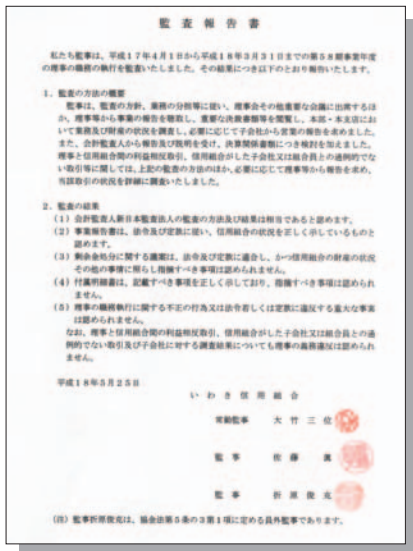 監査報告書
私たち監事は、平成17年4月1日から平成18年3月31日までの第58期事業年度
の理事の職務の執行を監査いたしました。その結果につき以下のとおり報告いたします。
1．監査の方法の概要
監事は、監査の方針、業務の分担等に従い、理事会その他重要な会議に出席するほ
か、理事等から事業の報告を聴取し、重要な決裁書類等を閲覧し、本部・本支店にお
いて業務及び財産の状況を調査し、必要に応じて子会社から営業の報告を求めました。
また、会計監査人から報告及び説明を受け、決算関係書類につき検討を加えました。
理事と信用組合間の利益相反取引、信用組合がした子会社又は組合員との通例的でな
い取引等に関しては、上記の監査の方法のほか、必要に応じて理事等から報告を求め、
当該取引の状況を詳細に調査いたしました。
2．監査の結果
（1）会計監査人新日本監査法人の監査の方法及び結果は相当であると認めます。
（2）事業報告書は、法令及び定款に従い、信用組合の状況を正しく示しているものと
認めます。
（3）剰余金処分に関する議案は、法令及び定款に適合し、かつ信用組合の財産の状況
その他の事情に照らし指摘すべき事項は認められません。
（4）付属明細書は、記載すべき事項を正しく示しており、指摘すべき事項は認められ
ません。
（5）理事の職務執行に関する不正の行為又は法令若しくは定款に違反する重大な事実
は認められません。
なお、理事と信用組合間の利益相反取引、信用組合がした子会社又は組合員との通
例的でない取引及び子会社に対する調査結果についても理事の義務違反は認められ
ません。
平成18年5月25日
いわき信用組合
常勤監事 大竹三位
監事 佐藤
監事 折原俊克
（注）監事折原俊克は、協金法第5条の3第1項に定める員外監事であります。